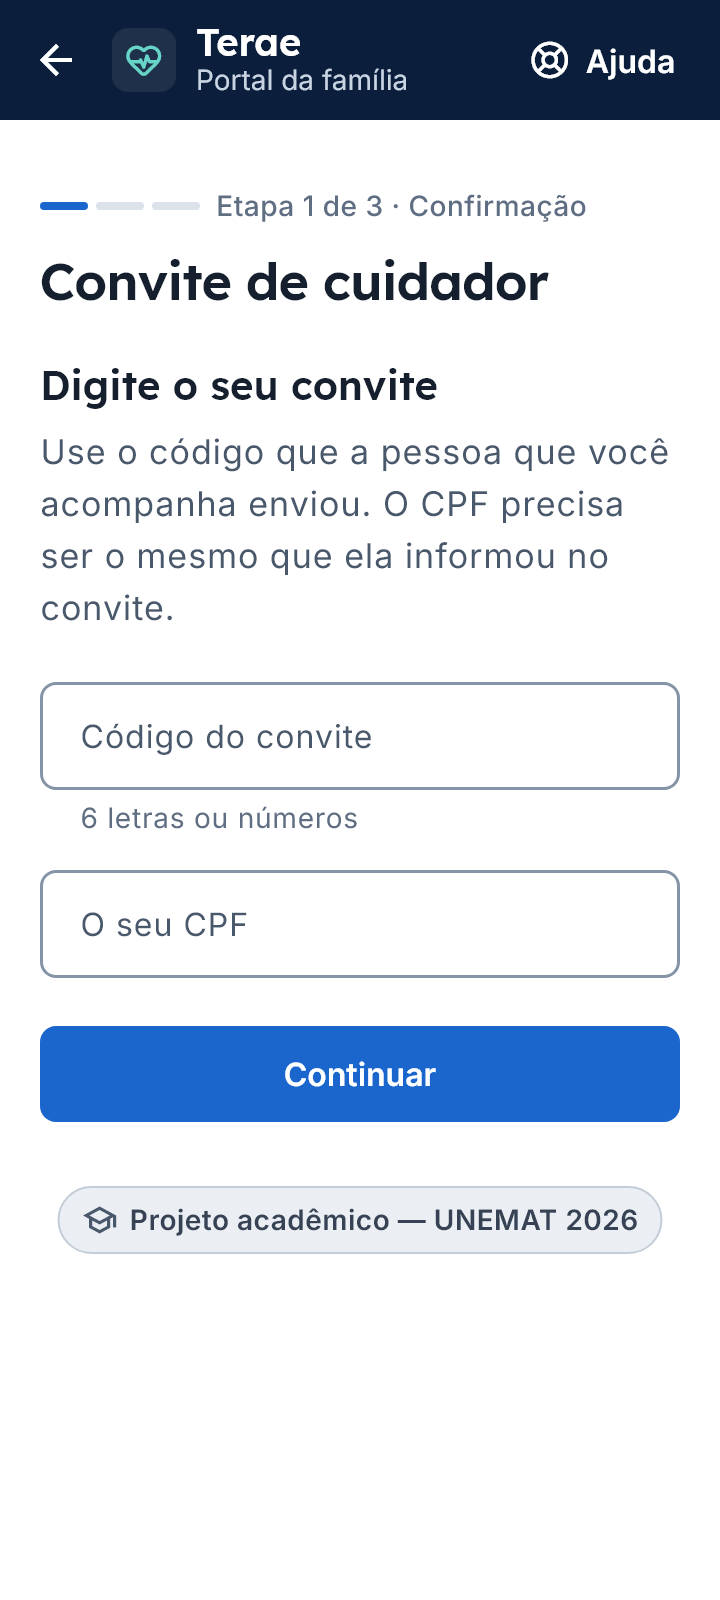 Terae
Portal da família
Ajuda
Etapa 1 de 3 · Confirmação
Convite de cuidador
Digite o seu convite
Use o código que a pessoa que você
acompanha enviou. O CPF precisa
ser o mesmo que ela informou no
convite.
Código do convite
6 letras ou números
O seu CPF
Continuar
Projeto acadêmico — UNEMAT 2026